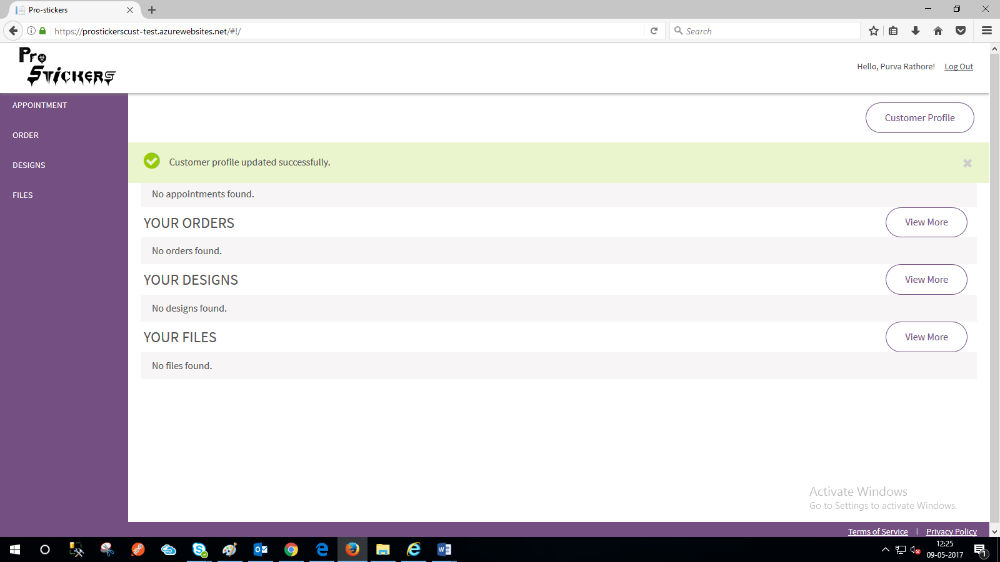 Pro-stickers
https://prostickerscust-test.azurewebsites.net/#!/
Search
Pro
Stickers
Hello, Purva Rathore! Log Out
APPOINTMENT
ORDER
DESIGNS
FILES
Customer Profile
Customer profile updated successfully.
No appointments found.
YOUR ORDERS
View More
No orders found.
YOUR DESIGNS
View More
No designs found.
YOUR FILES
View More
No files found.
Activate Windows
Go to Settings to activate Windows.
Terms of Service | Privacy Policy
12:25
09-05-2017
1